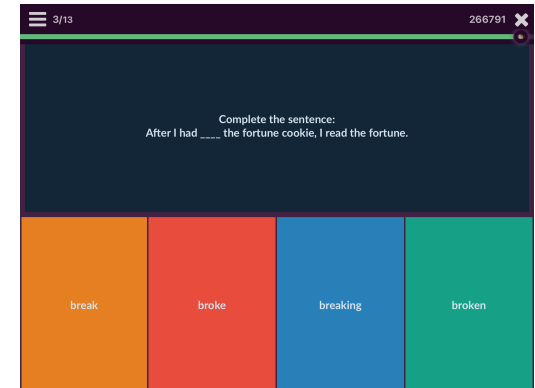 3/13
266791
Complete the sentence:
After I had ____ the fortune cookie, I read the fortune.
break
broke
breaking
broken